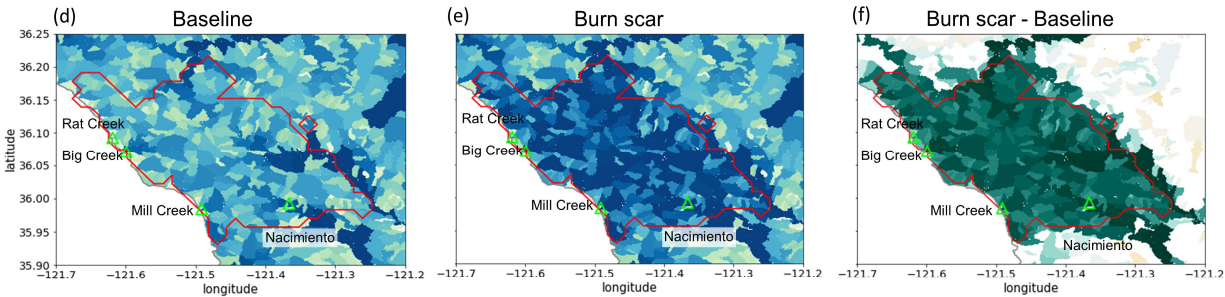 (d) Baseline
(e) Burn scar
(f) Burn scar - Baseline
36.25
36.20
36.15
36.10
36.05
36.00
35.95
35.90
latitude
Rat Creek
Big Creek
Mill Creek
Nacimiento
−121.7 −121.6 −121.5 −121.4 −121.3 −121.2
longitude
Rat Creek
Big Creek
Mill Creek
Nacimiento
−121.7 −121.6 −121.5 −121.4 −121.3 −121.2
longitude
Rat Creek
Big Creek
Mill Creek
Nacimiento
−121.7 −121.6 −121.5 −121.4 −121.3 −121.2
longitude